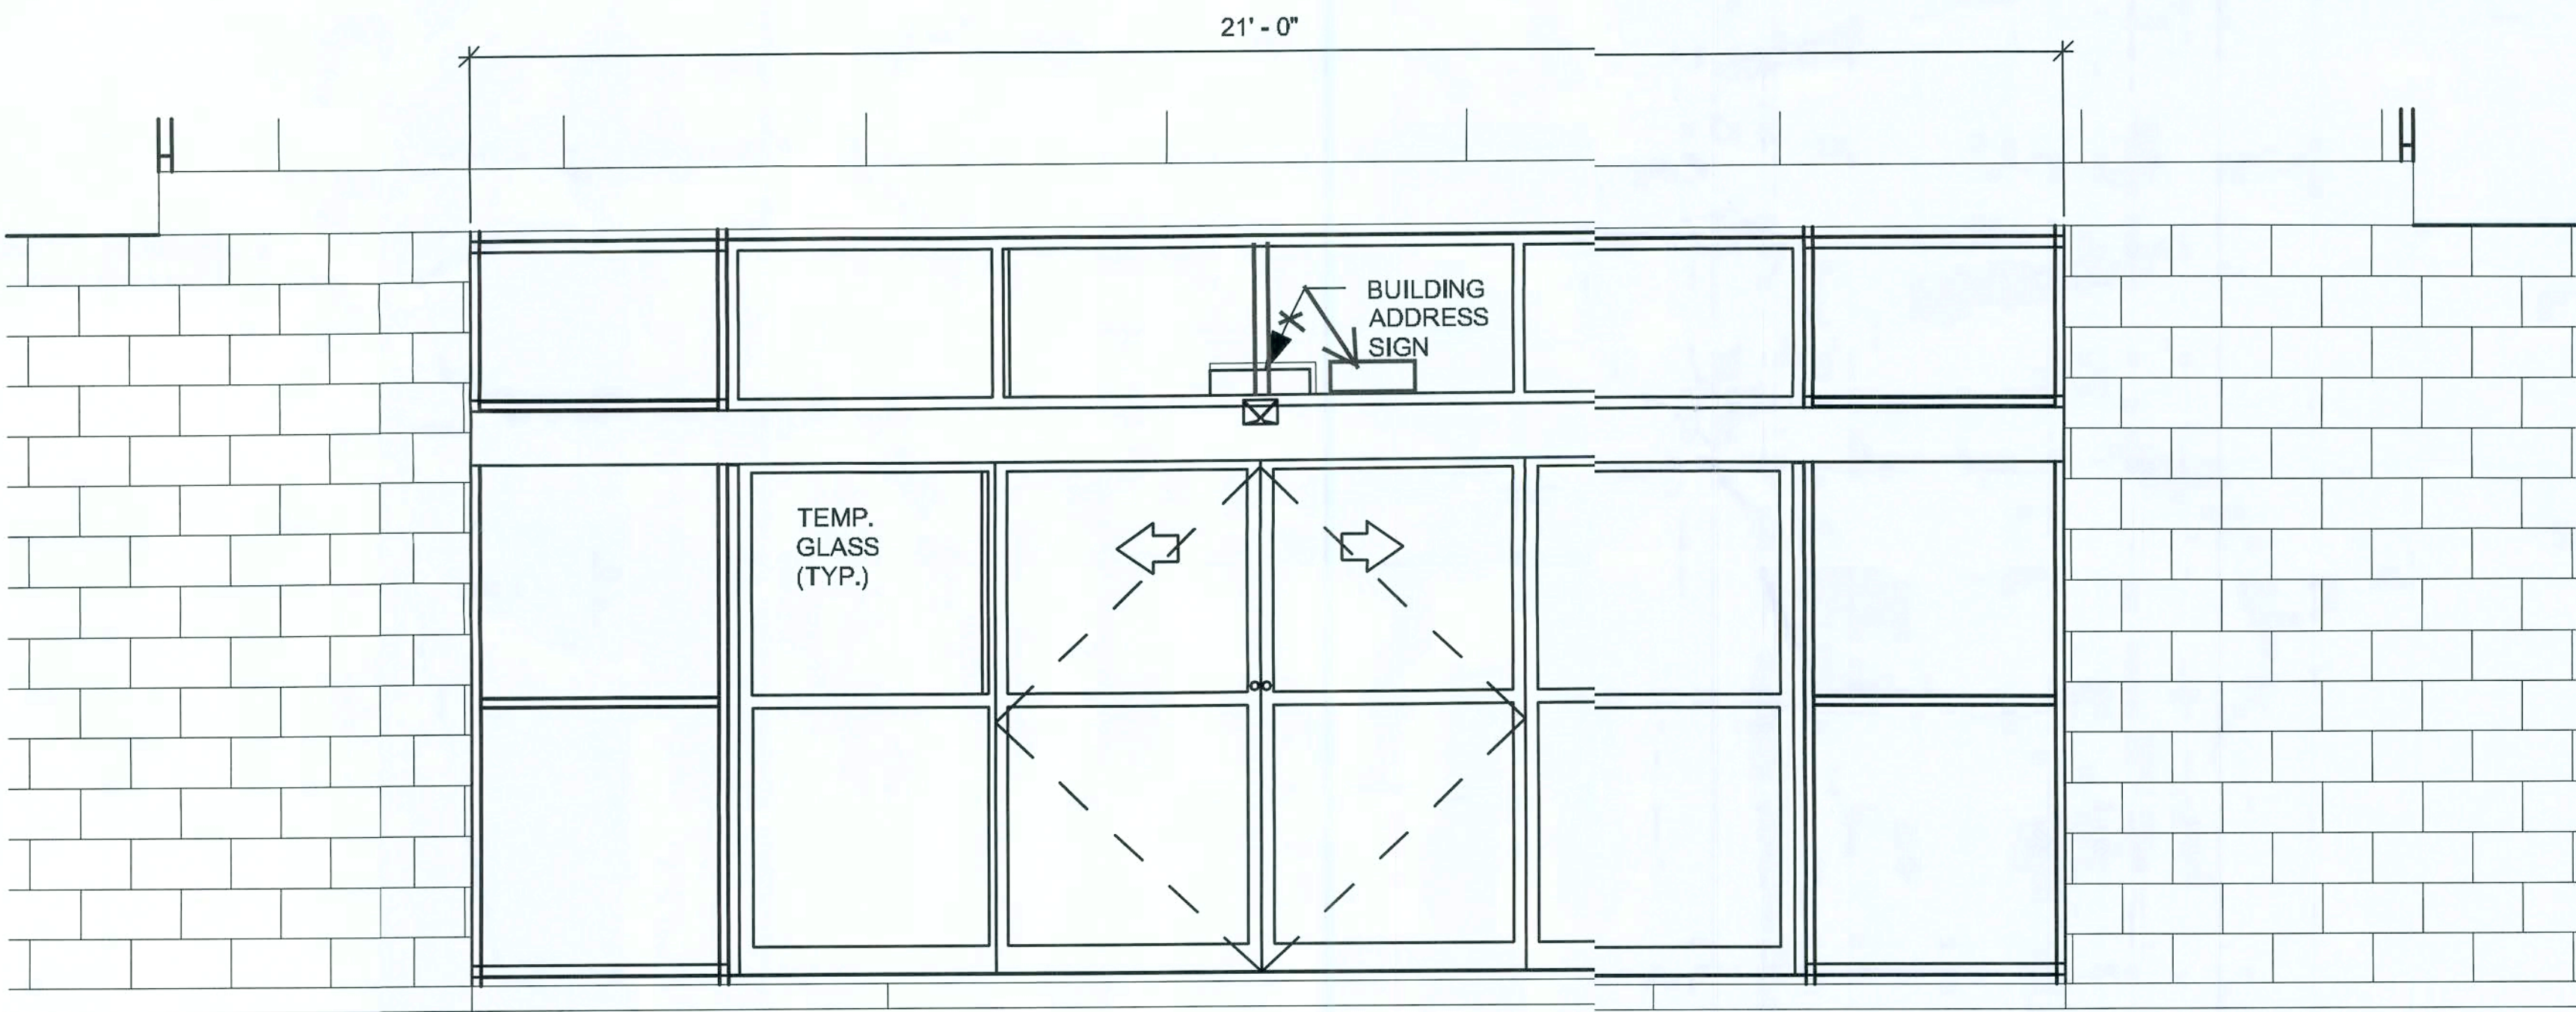 21' - 0"
BUILDING
ADDRESS
SIGN
TEMP.
GLASS
(TYP.)